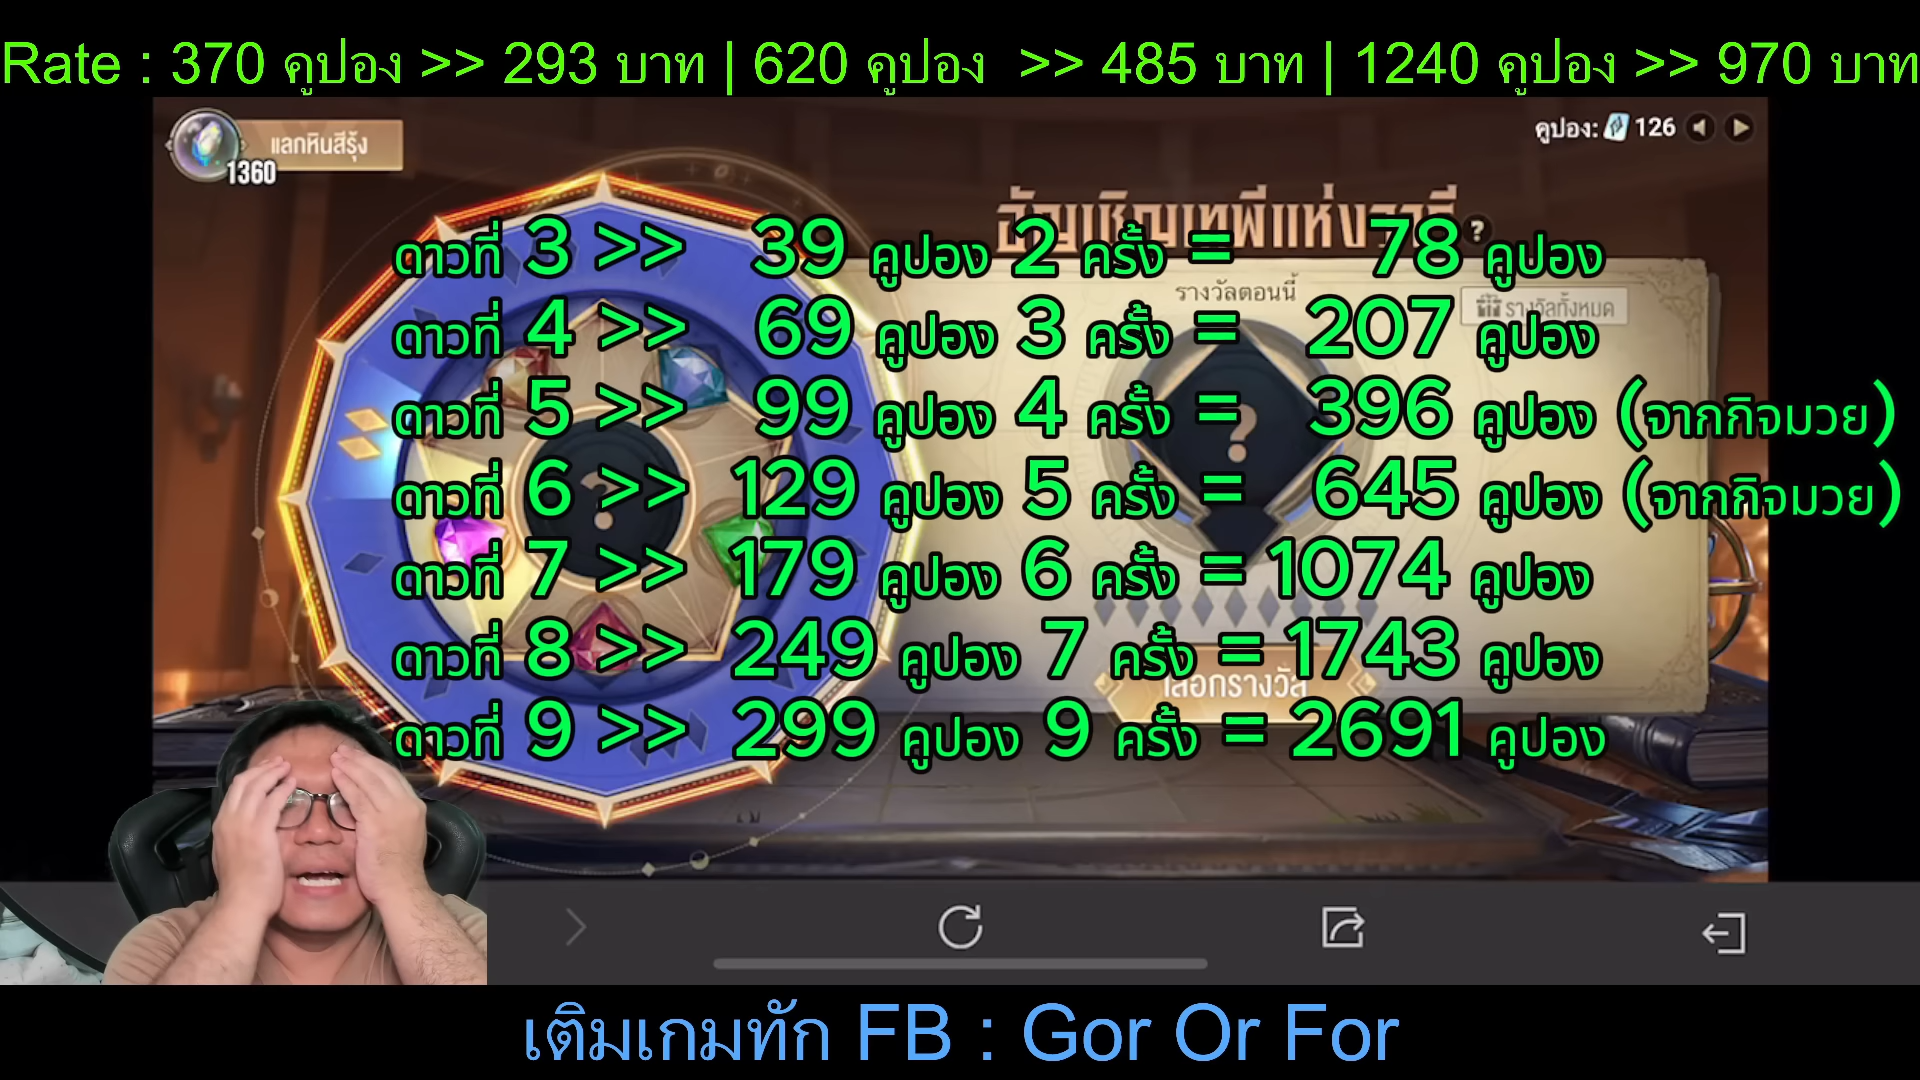 Rate : 370 คูปอง >> 293 บาท | 620 คูปอง >> 485 บาท | 1240 คูปอง >> 970 บาท
แลกหินสีรุ้ง
1360
คูปอง: 126
?
ดาวที่ 3 >> 39 คูปอง 2 ครั้ง = 78 คูปอง
รางวัลตอนนี้
รางวัลทั้งหมด
ดาวที่ 4 >> 69 คูปอง 3 ครั้ง = 207 คูปอง
ดาวที่ 5 >> 99 คูปอง 4 ครั้ง = 396 คูปอง (จากกิจมวย)
ดาวที่ 6 >> 129 คูปอง 5 ครั้ง = 645 คูปอง (จากกิจมวย)
ดาวที่ 7 >> 179 คูปอง 6 ครั้ง = 1074 คูปอง
ดาวที่ 8 >> 249 คูปอง 7 ครั้ง = 1743 คูปอง
เลือกรางวัล
ดาวที่ 9 >> 299 คูปอง 9 ครั้ง = 2691 คูปอง
เติมเกมทัก FB : Gor Or For